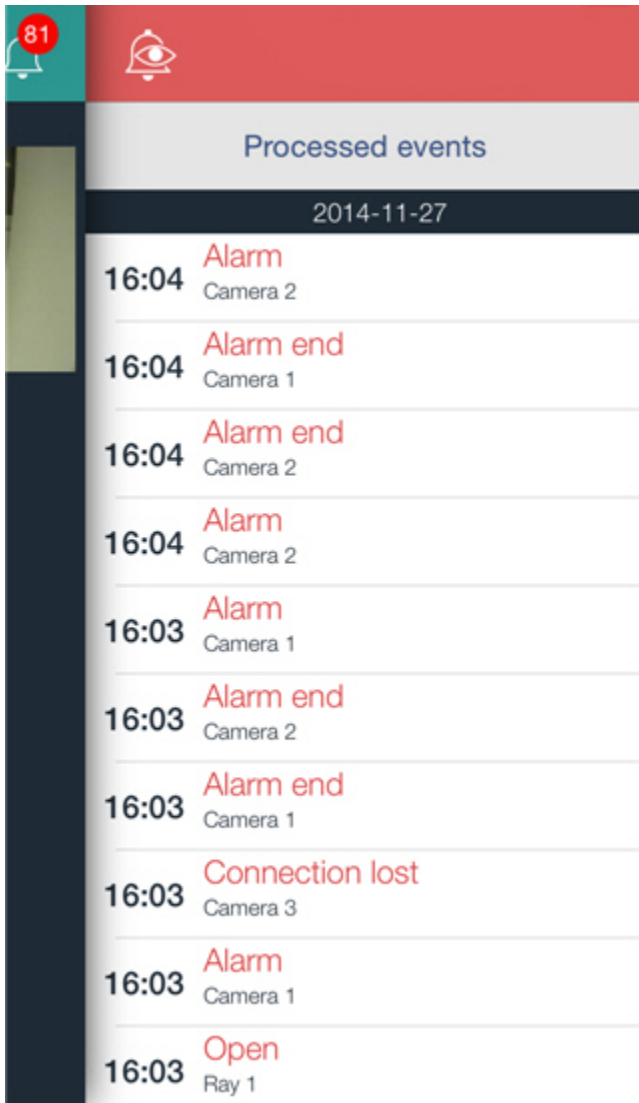 81
Processed events
2014-11-27
16:04
Alarm
Camera 2
16:04
Alarm end
Camera 1
16:04
Alarm end
Camera 2
16:04
Alarm
Camera 2
16:03
Alarm
Camera 1
16:03
Alarm end
Camera 2
16:03
Alarm end
Camera 1
16:03
Connection lost
Camera 3
16:03
Alarm
Camera 1
16:03
Open
Ray 1